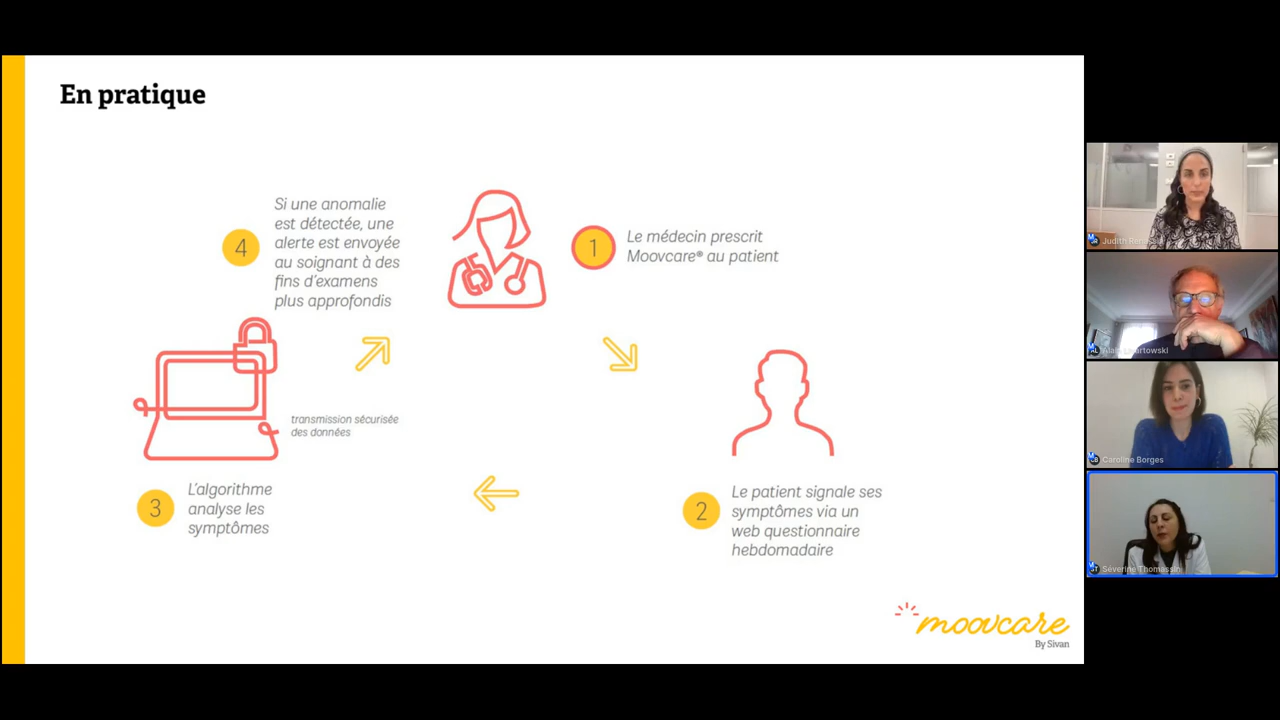 En pratique
Si une anomalie
est détectée, une
alerte est envoyée
au soignant à des
fins d'examens
plus approfondis
4
1
Le médecin prescrit
Moovcare® au patient
transmission sécurisée
des données
3
L'algorithme
analyse les
symptômes
2
Le patient signale ses
symptômes via un
web questionnaire
hebdomadaire
moovcare
By Sivan
Judith
Caroline Borges
Séverine